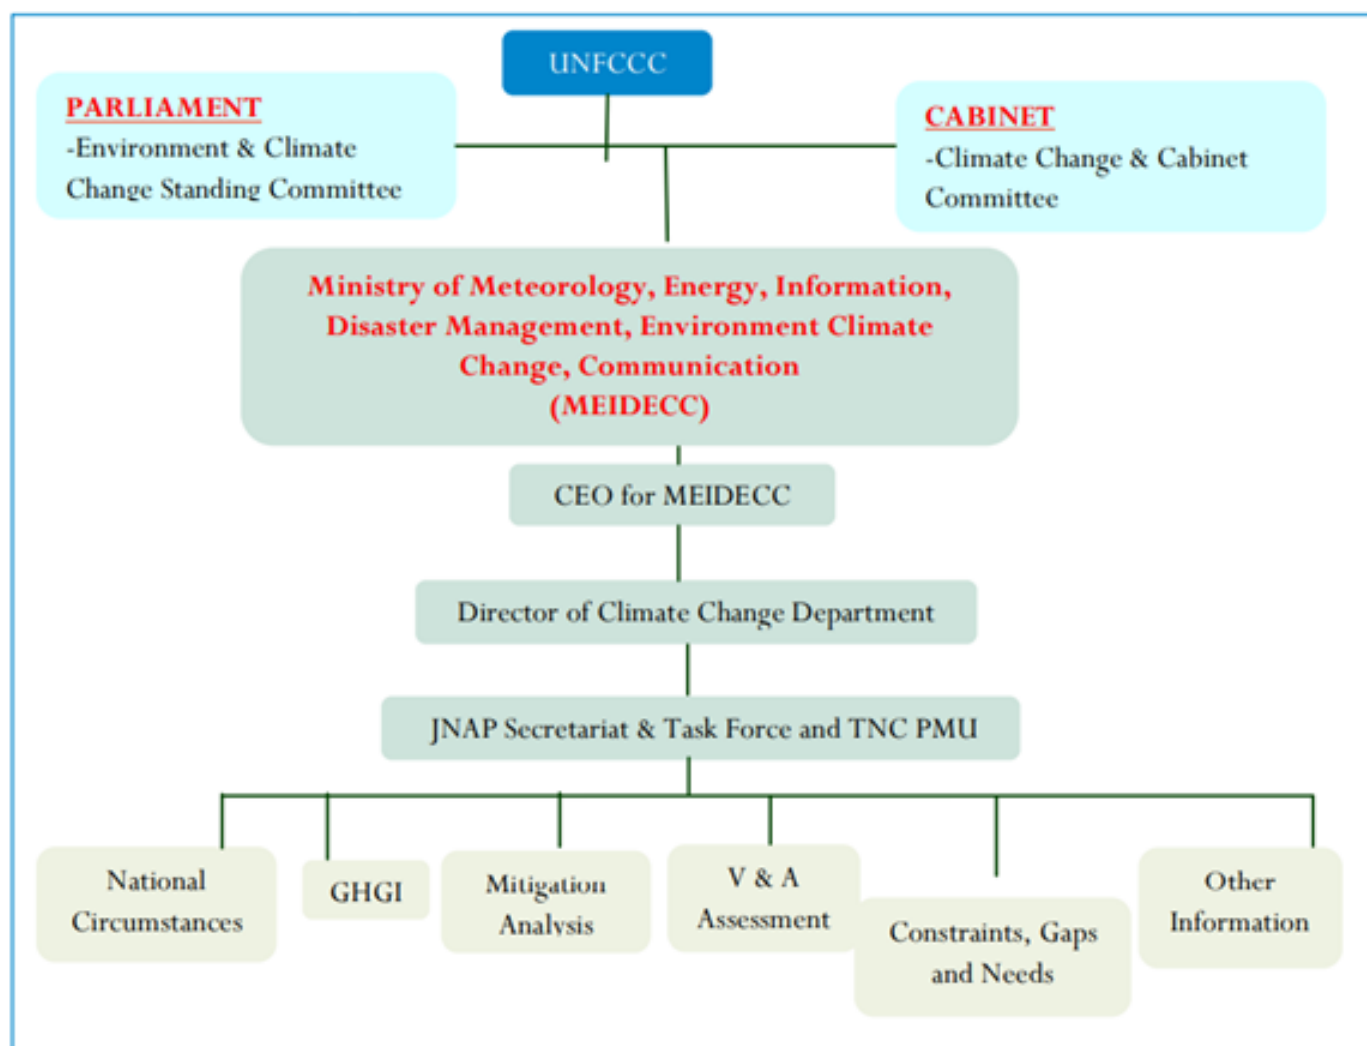 UNFCCC
PARLIAMENT
-Environment & Climate
Change Standing Committee
CABINET
-Climate Change & Cabinet
Committee
Ministry of Meteorology, Energy, Information,
Disaster Management, Environment Climate
Change, Communication
(MEIDECC)
CEO for MEIDECC
Director of Climate Change Department
JNAP Secretariat & Task Force and TNC PMU
National
Circumstances
GHGI
Mitigation
Analysis
V & A
Assessment
Constraints, Gaps
and Needs
Other
Information